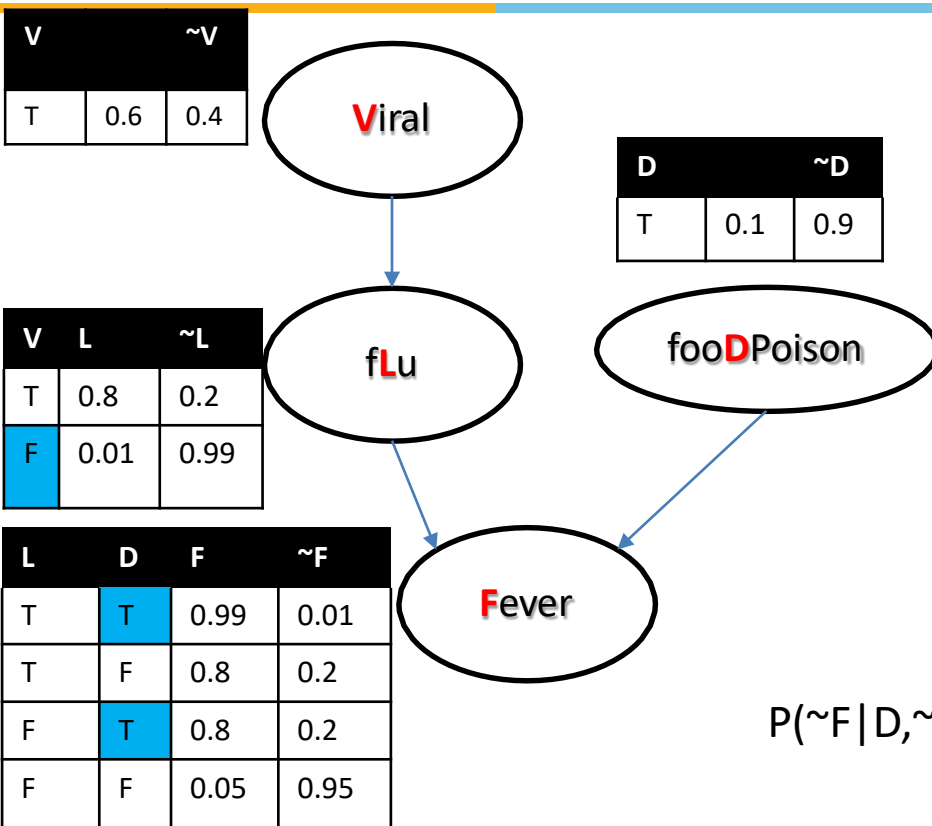 V ~V
T 0.6 0.4
Viral
D ~D
T 0.1 0.9
V L ~L
T 0.8 0.2
F 0.01 0.99
fLu
fooDPoison
L D F ~F
T T 0.99 0.01
T F 0.8 0.2
F T 0.8 0.2
F F 0.05 0.95
Fever
P(~F|D,~